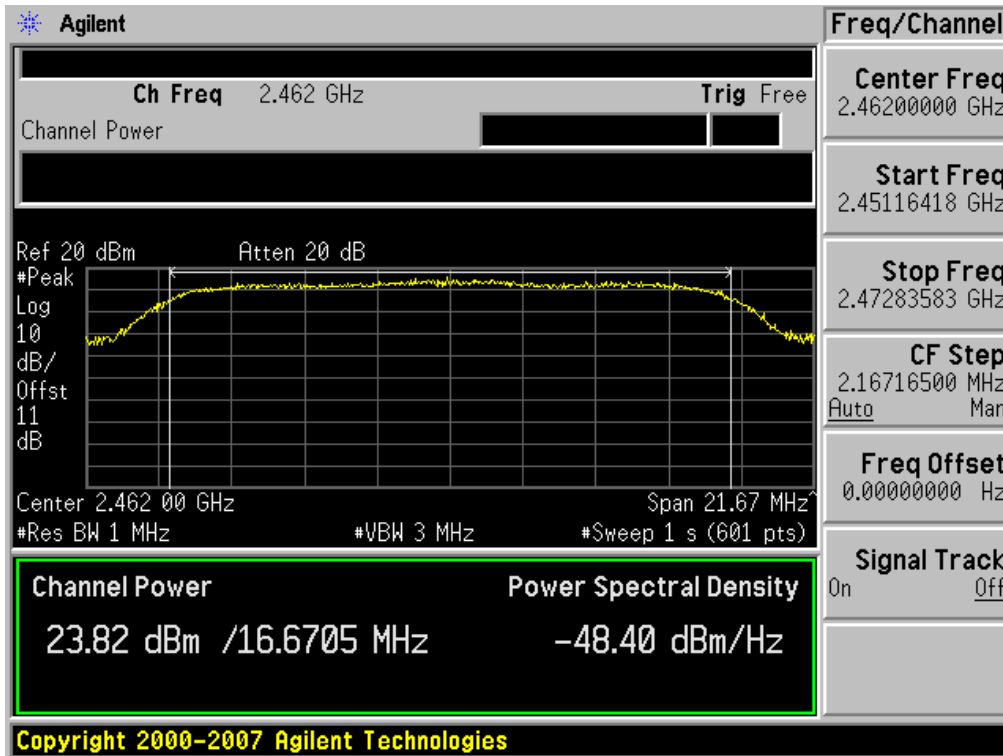 Agilent
Freq/Channel
Ch Freq 2.462 GHz
Trig Free
Channel Power
Ref 20 dBm
Atten 20 dB
#Peak
Log
10
dB/
Offst
11
dB
Center 2.462 00 GHz
Span 21.67 MHz^
#Res BW 1 MHz
#VBW 3 MHz
#Sweep 1 s (601 pts)
Channel Power
Power Spectral Density
23.82 dBm /16.6705 MHz
-48.40 dBm/Hz
Center Freq
2.46200000 GHz
Start Freq
2.45116418 GHz
Stop Freq
2.47283583 GHz
CF Step
2.16716500 MHz
Auto Man
Freq Offset
0.00000000 Hz
Signal Track
On Off
Copyright 2000-2007 Agilent Technologies